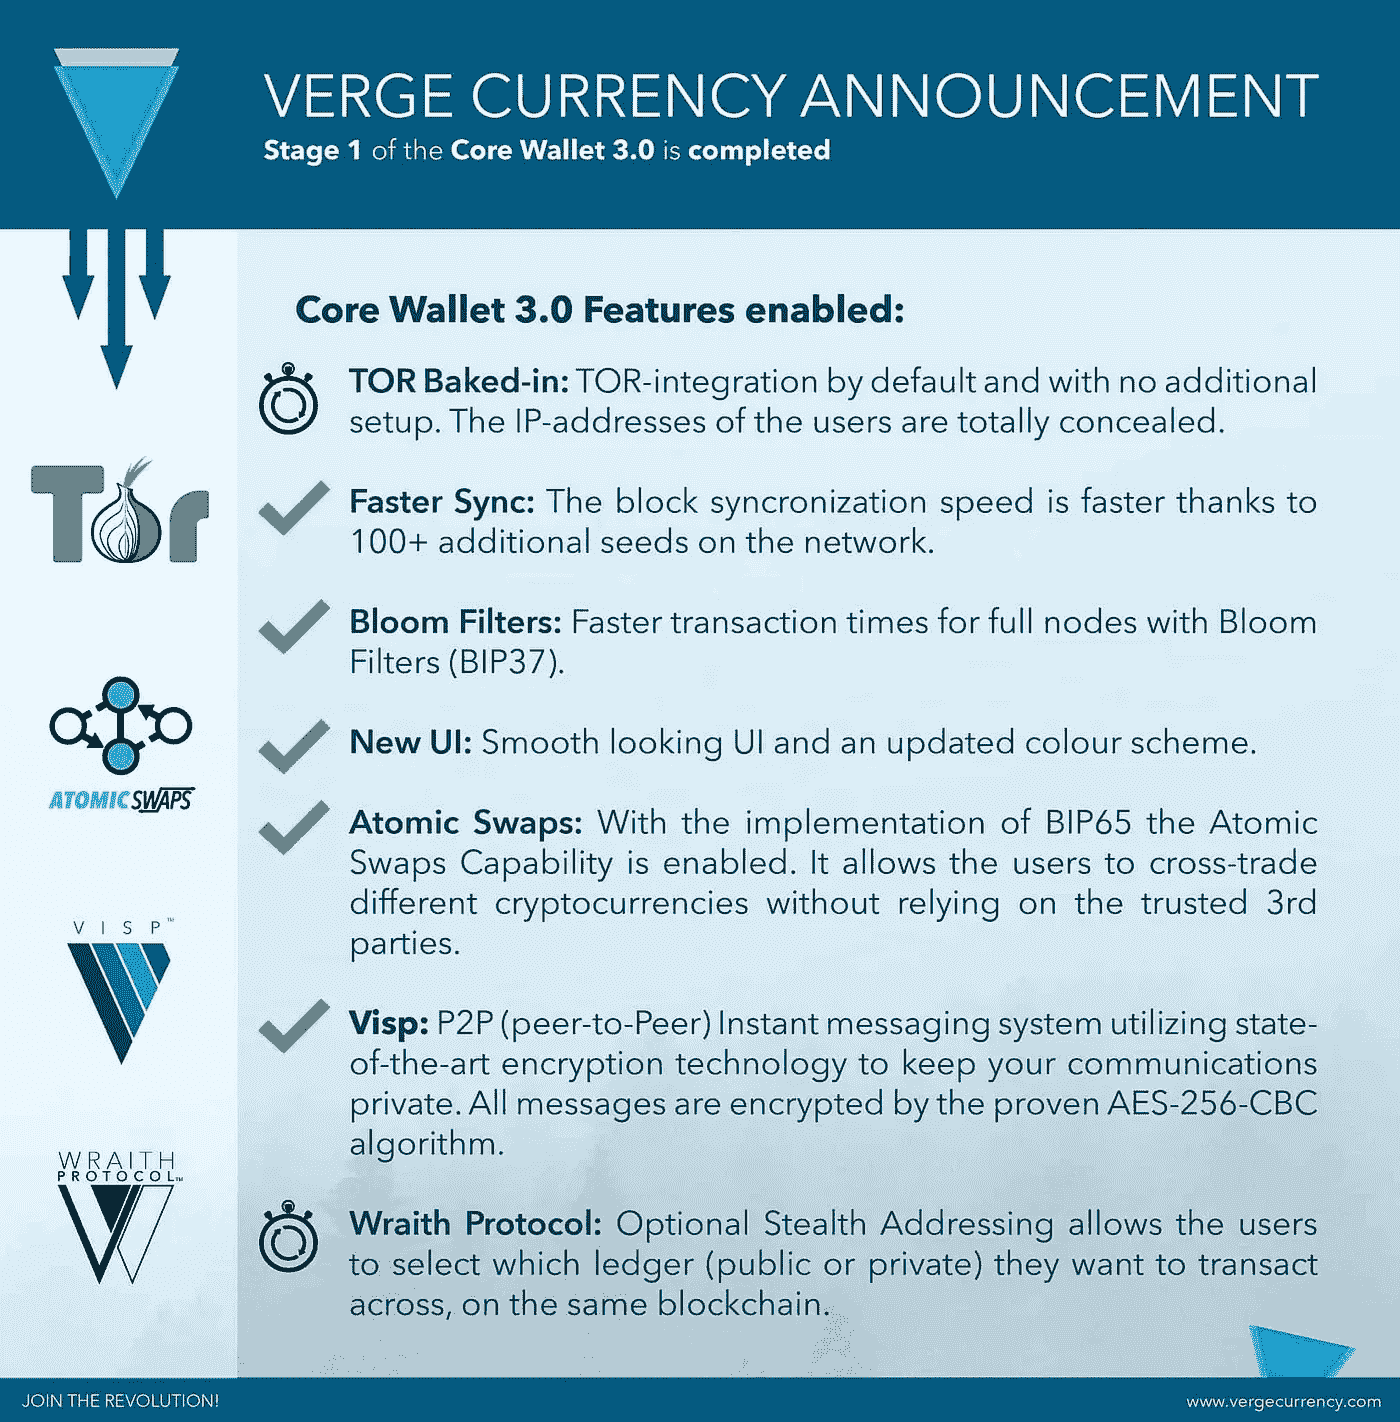 VERGE CURRENCY ANNOUNCEMENT
Stage 1 of the Core Wallet 3.0 is completed
Core Wallet 3.0 Features enabled:
TOR Baked-in: TOR-integration by default and with no additional
setup. The IP-addresses of the users are totally concealed.
Tor
Faster Sync: The block syncronization speed is faster thanks to
100+ additional seeds on the network.
Bloom Filters: Faster transaction times for full nodes with Bloom
Filters (BIP37).
New UI: Smooth looking UI and an updated colour scheme.
ATOMIC SWAPS
Atomic Swaps: With the implementation of BIP65 the Atomic
Swaps Capability is enabled. It allows the users to cross-trade
different cryptocurrencies without relying on the trusted 3rd
parties.
VISP™
Visp: P2P (peer-to-Peer) Instant messaging system utilizing state-
of-the-art encryption technology to keep your communications
private. All messages are encrypted by the proven AES-256-CBC
algorithm.
WRAITH
PROTOCOL™
Wraith Protocol: Optional Stealth Addressing allows the users
to select which ledger (public or private) they want to transact
across, on the same blockchain.
JOIN THE REVOLUTION!
www.vergecurrency.com